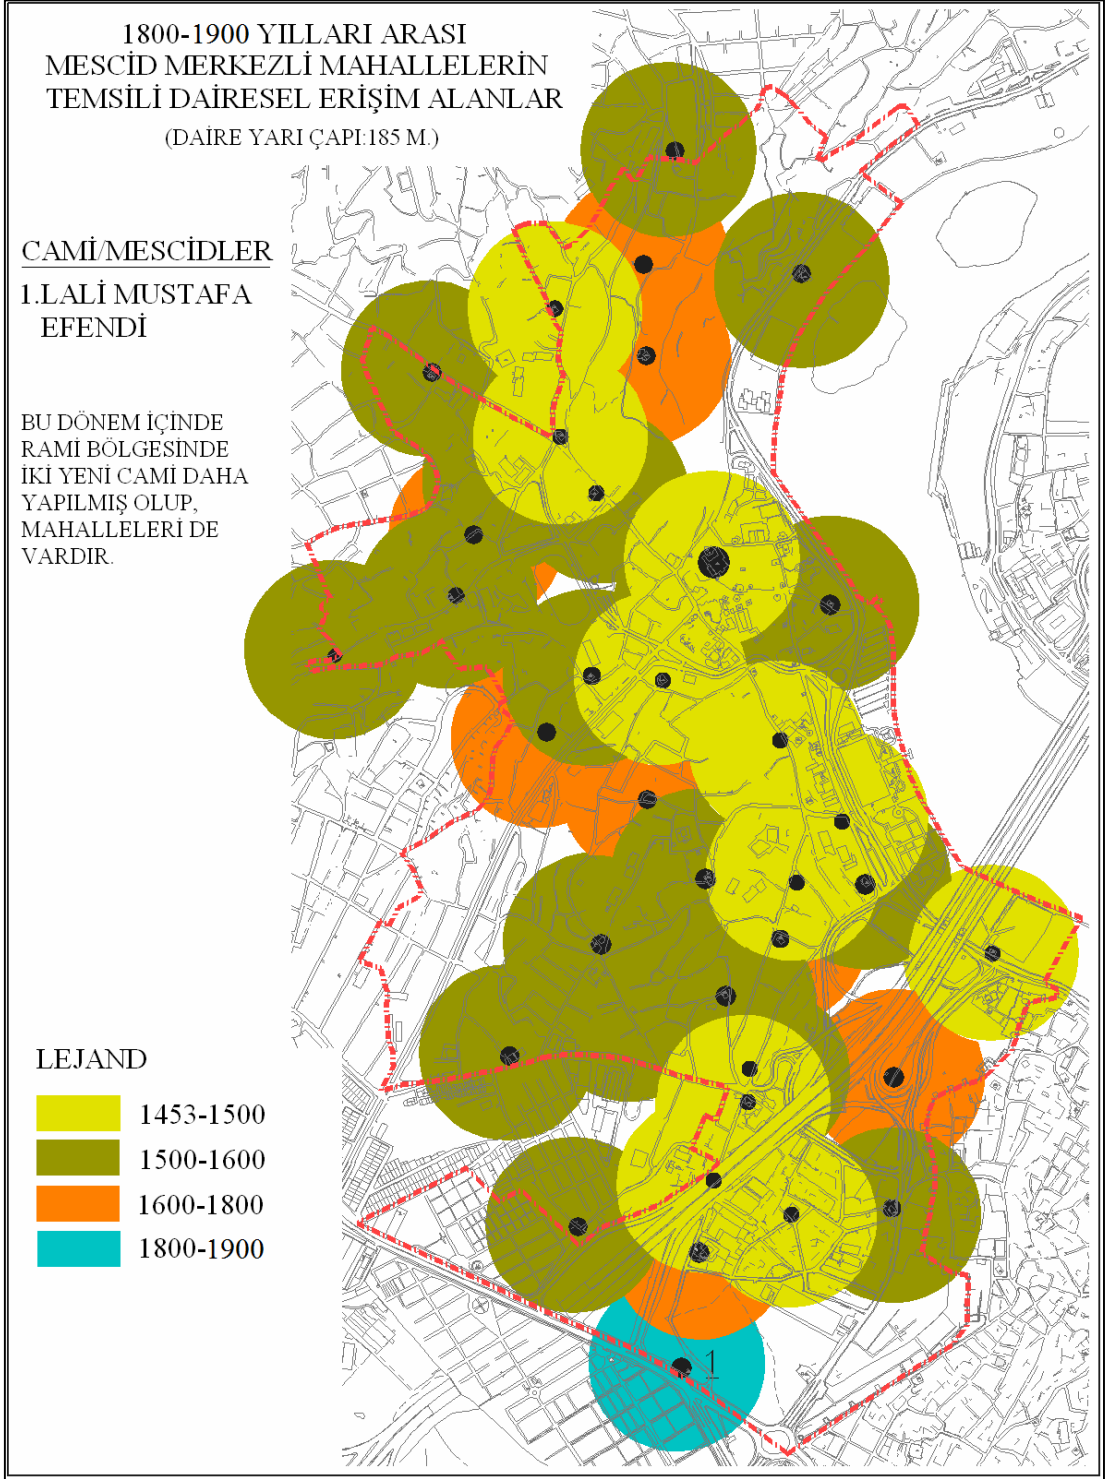 1800-1900 YILLARI ARASI
MESCİD MERKEZLİ MAHALLELERİN
TEMSİLİ DAİRESEL ERİŞİM ALANLAR
(DAİRE YARI ÇAPI:185 M.)
CAMİ/MESCİDLER
1.LALİ MUSTAFA
EFENDİ
BU DÖNEM İÇİNDE
RAMİ BÖLGESİNDE
İKİ YENİ CAMİ DAHA
YAPILMIŞ OLUP,
MAHALLELERİ DE
VARDIR.
LEJAND
1453-1500
1500-1600
1600-1800
1800-1900
1